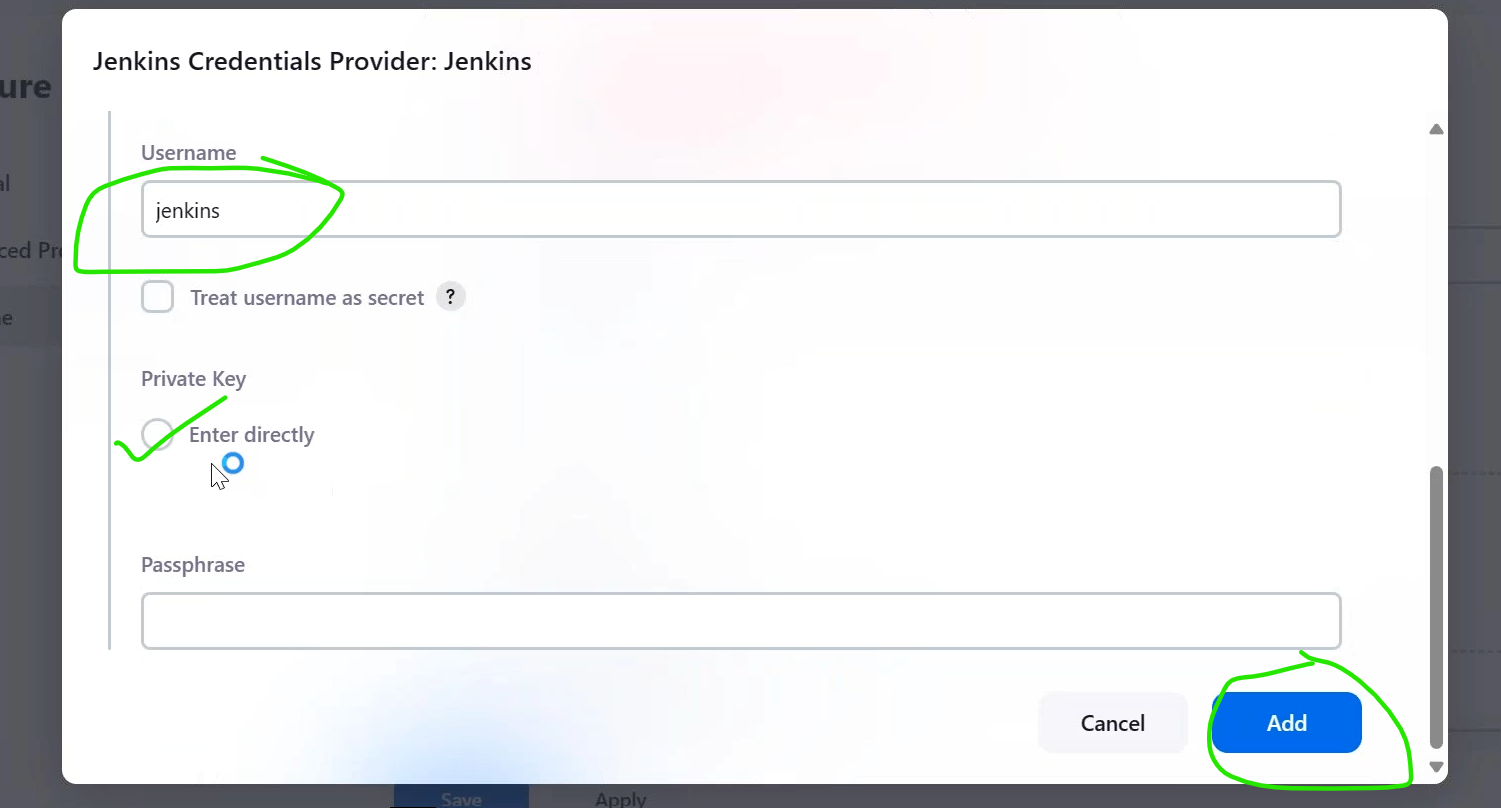 Jenkins Credentials Provider: Jenkins
ure
Username
al
jenkins
ced Pro
Treat username as secret ?
e
Private Key
Enter directly
Passphrase
Cancel
Add
Save
Apply